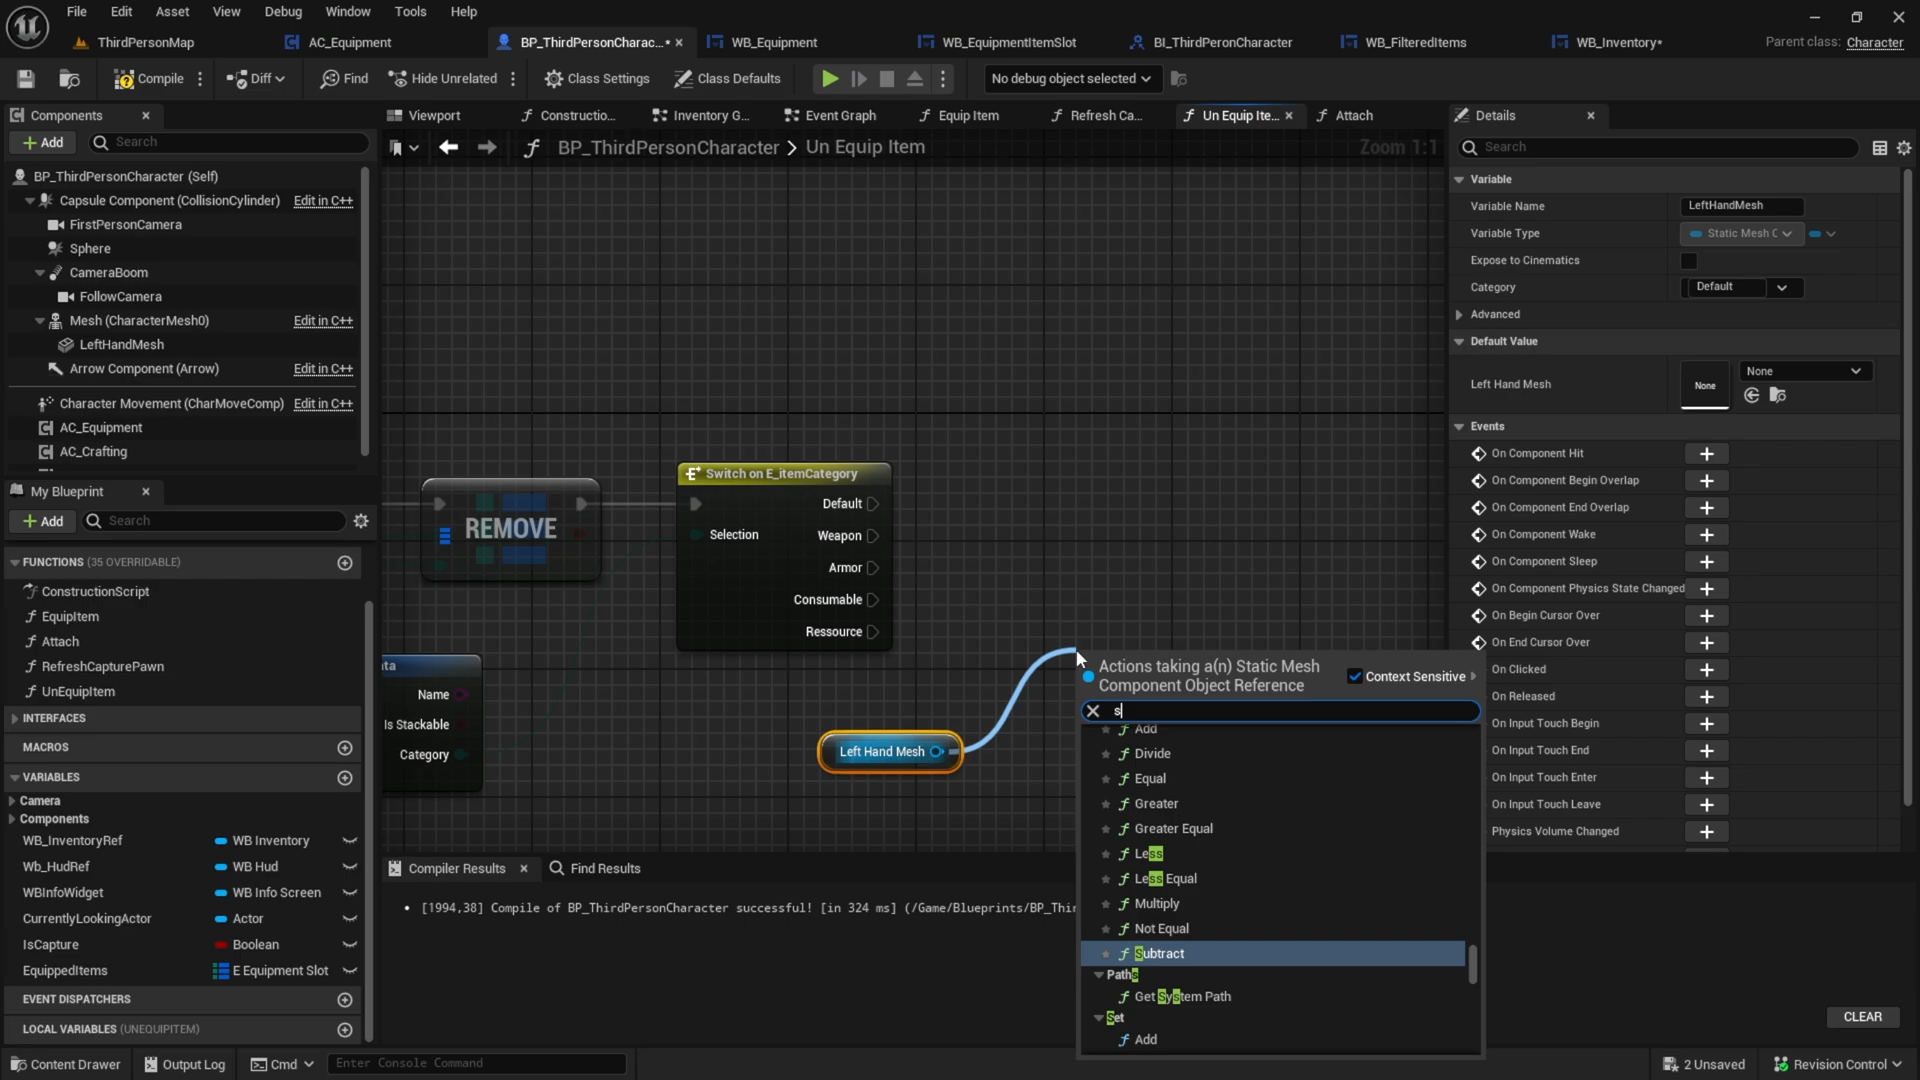 File Edit Asset View Debug Window Tools Help
ThirdPersonMap AC_Equipment BP_ThirdPersonCharac...* WB_Equipment WB_EquipmentItemSlot BI_ThirdPeronCharacter WB_FilteredItems WB_Inventory* Parent class: Character
Compile Diff Find Hide Unrelated Class Settings Class Defaults No debug object selected
Components
Add Search
BP_ThirdPersonCharacter (Self)
Capsule Component (CollisionCylinder) Edit in C++
FirstPersonCamera
Sphere
CameraBoom
FollowCamera
Mesh (CharacterMesh0) Edit in C++
LeftHandMesh
Arrow Component (Arrow) Edit in C++
Character Movement (CharMoveComp) Edit in C++
AC_Equipment
AC_Crafting
My Blueprint
Add Search
FUNCTIONS (35 OVERRIDABLE)
ConstructionScript
EquipItem
Attach
RefreshCapturePawn
UnEquipItem
INTERFACES
MACROS
VARIABLES
Camera
Components
WB_InventoryRef WB Inventory
Wb_HudRef WB Hud
WBInfoWidget WB Info Screen
CurrentlyLookingActor Actor
IsCapture Boolean
EquippedItems E Equipment Slot
EVENT DISPATCHERS
LOCAL VARIABLES (UNEQUIPITEM)
Viewport Constructio... Inventory G... Event Graph Equip Item Refresh Ca... Un Equip Ite... Attach
BP_ThirdPersonCharacter > Un Equip Item Zoom 1:1
REMOVE
Switch on E_itemCategory
Default
Selection Weapon
Armor
Consumable
Ressource
ata
Name
Is Stackable
Category
Left Hand Mesh
Actions taking a(n) Static Mesh
Component Object Reference
Context Sensitive
s
Add
Divide
Equal
Greater
Greater Equal
Less
Less Equal
Multiply
Not Equal
Subtract
Paths
Get System Path
Set
Add
Compiler Results Find Results
[1994,38] Compile of BP_ThirdPersonCharacter successful! [in 324 ms] (/Game/Blueprints/BP_Thir
CLEAR
Details
Search
Variable
Variable Name LeftHandMesh
Variable Type Static Mesh C
Expose to Cinematics
Category Default
Advanced
Default Value
Left Hand Mesh None None
Events
On Component Hit
On Component Begin Overlap
On Component End Overlap
On Component Wake
On Component Sleep
On Component Physics State Changed
On Begin Cursor Over
On End Cursor Over
On Clicked
On Released
On Input Touch Begin
On Input Touch End
On Input Touch Enter
On Input Touch Leave
Physics Volume Changed
Content Drawer Output Log Cmd Enter Console Command 2 Unsaved Revision Control